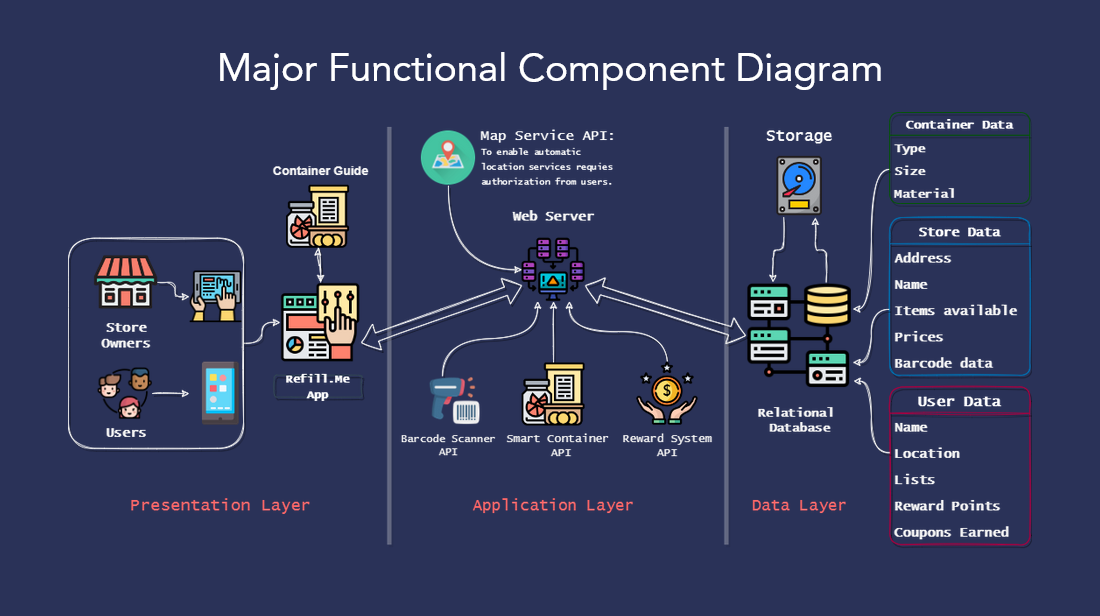 Major Functional Component Diagram
Container Guide
Store
Owners
Users
Refill.Me
App
Presentation Layer
Map Service API:
To enable automatic
location services requies
authorization from users.
Web Server
Barcode Scanner
API
Smart Container
API
Reward System
API
Application Layer
Storage
Relational
Database
Data Layer
Container Data
Type
Size
Material
Store Data
Address
Name
Items available
Prices
Barcode data
User Data
Name
Location
Lists
Reward Points
Coupons Earned